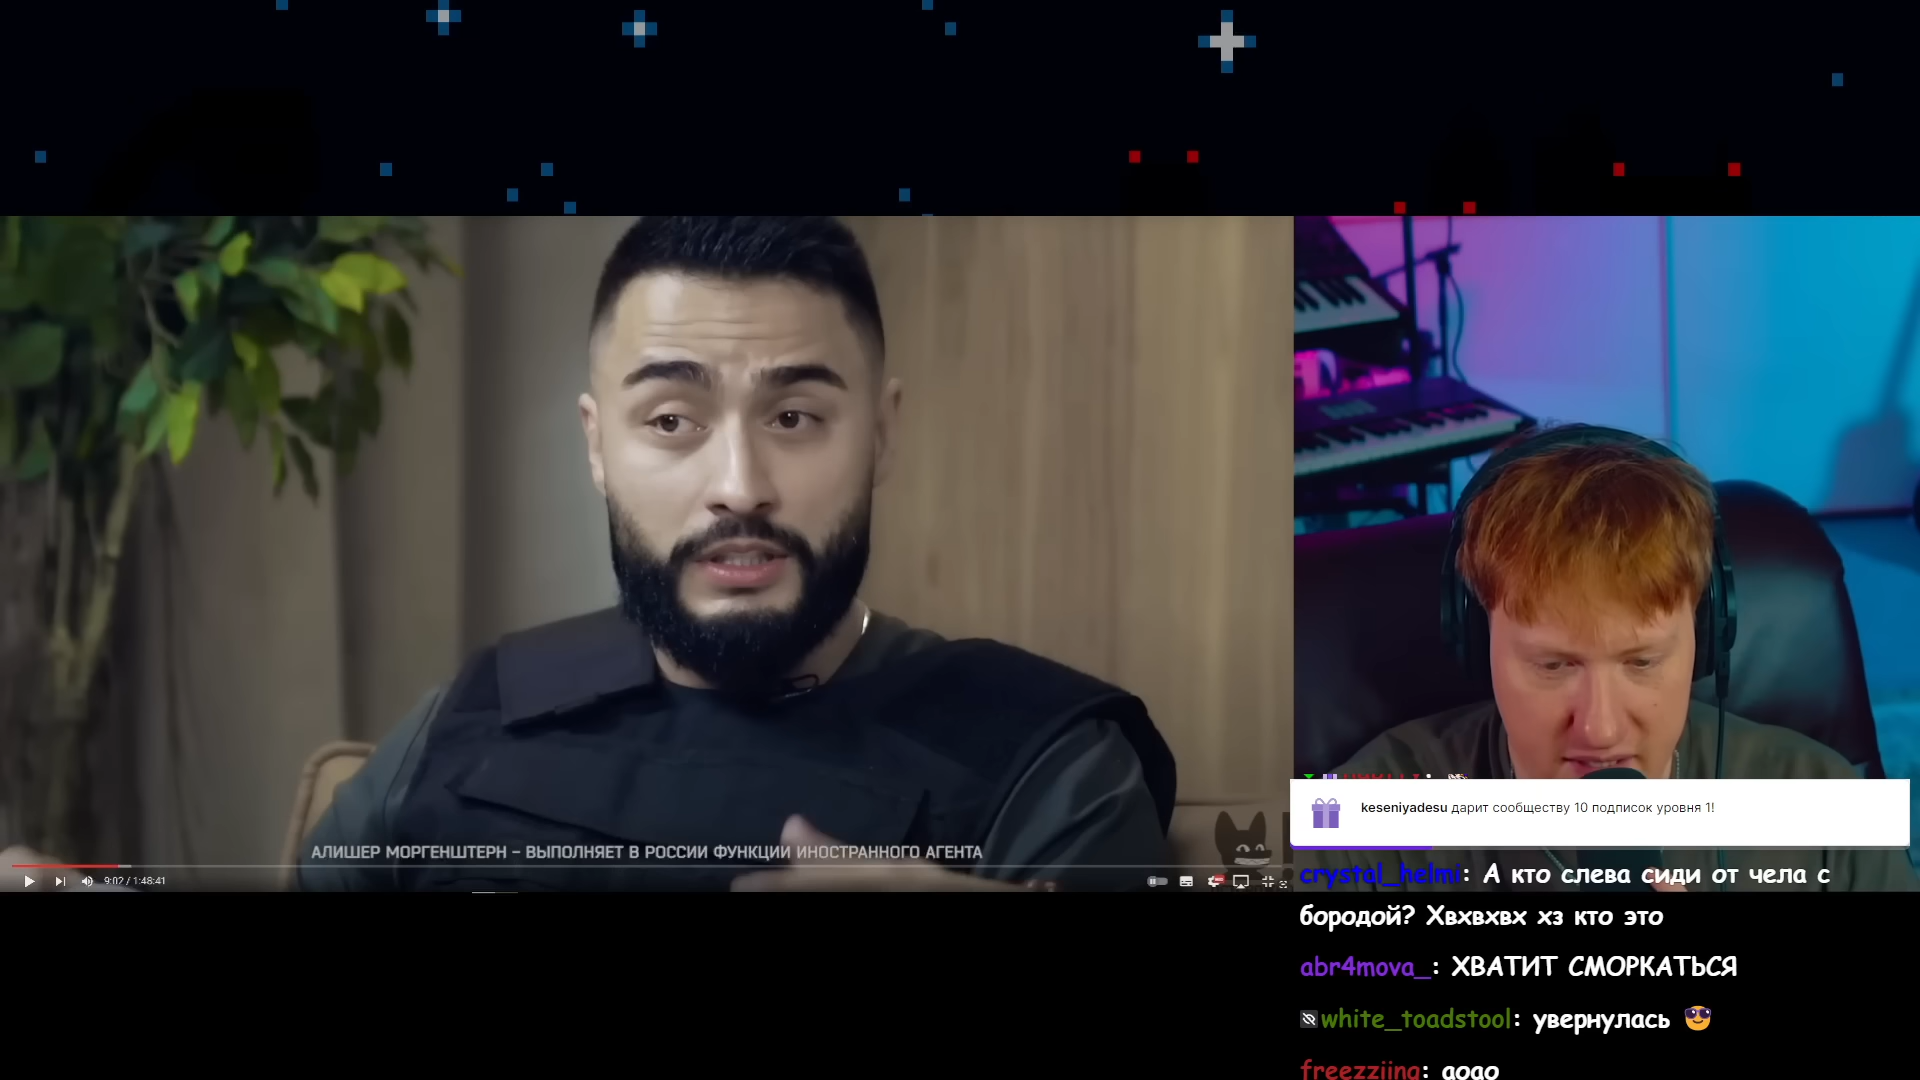 АЛИШЕР МОРГЕНШТЕРН – ВЫПОЛНЯЕТ В РОССИИ ФУНКЦИИ ИНОСТРАННОГО АГЕНТА
9:02 / 1:48:41
keseniyadesu дарит сообществу 10 подписок уровня 1!
crystal_helmi: А кто слева сиди от чела с
бородой? Хвхвхвх хз кто это
abr4mova_: ХВАТИТ СМОРКАТЬСЯ
white_toadstool: увернулась 😎
freezziing: aoao